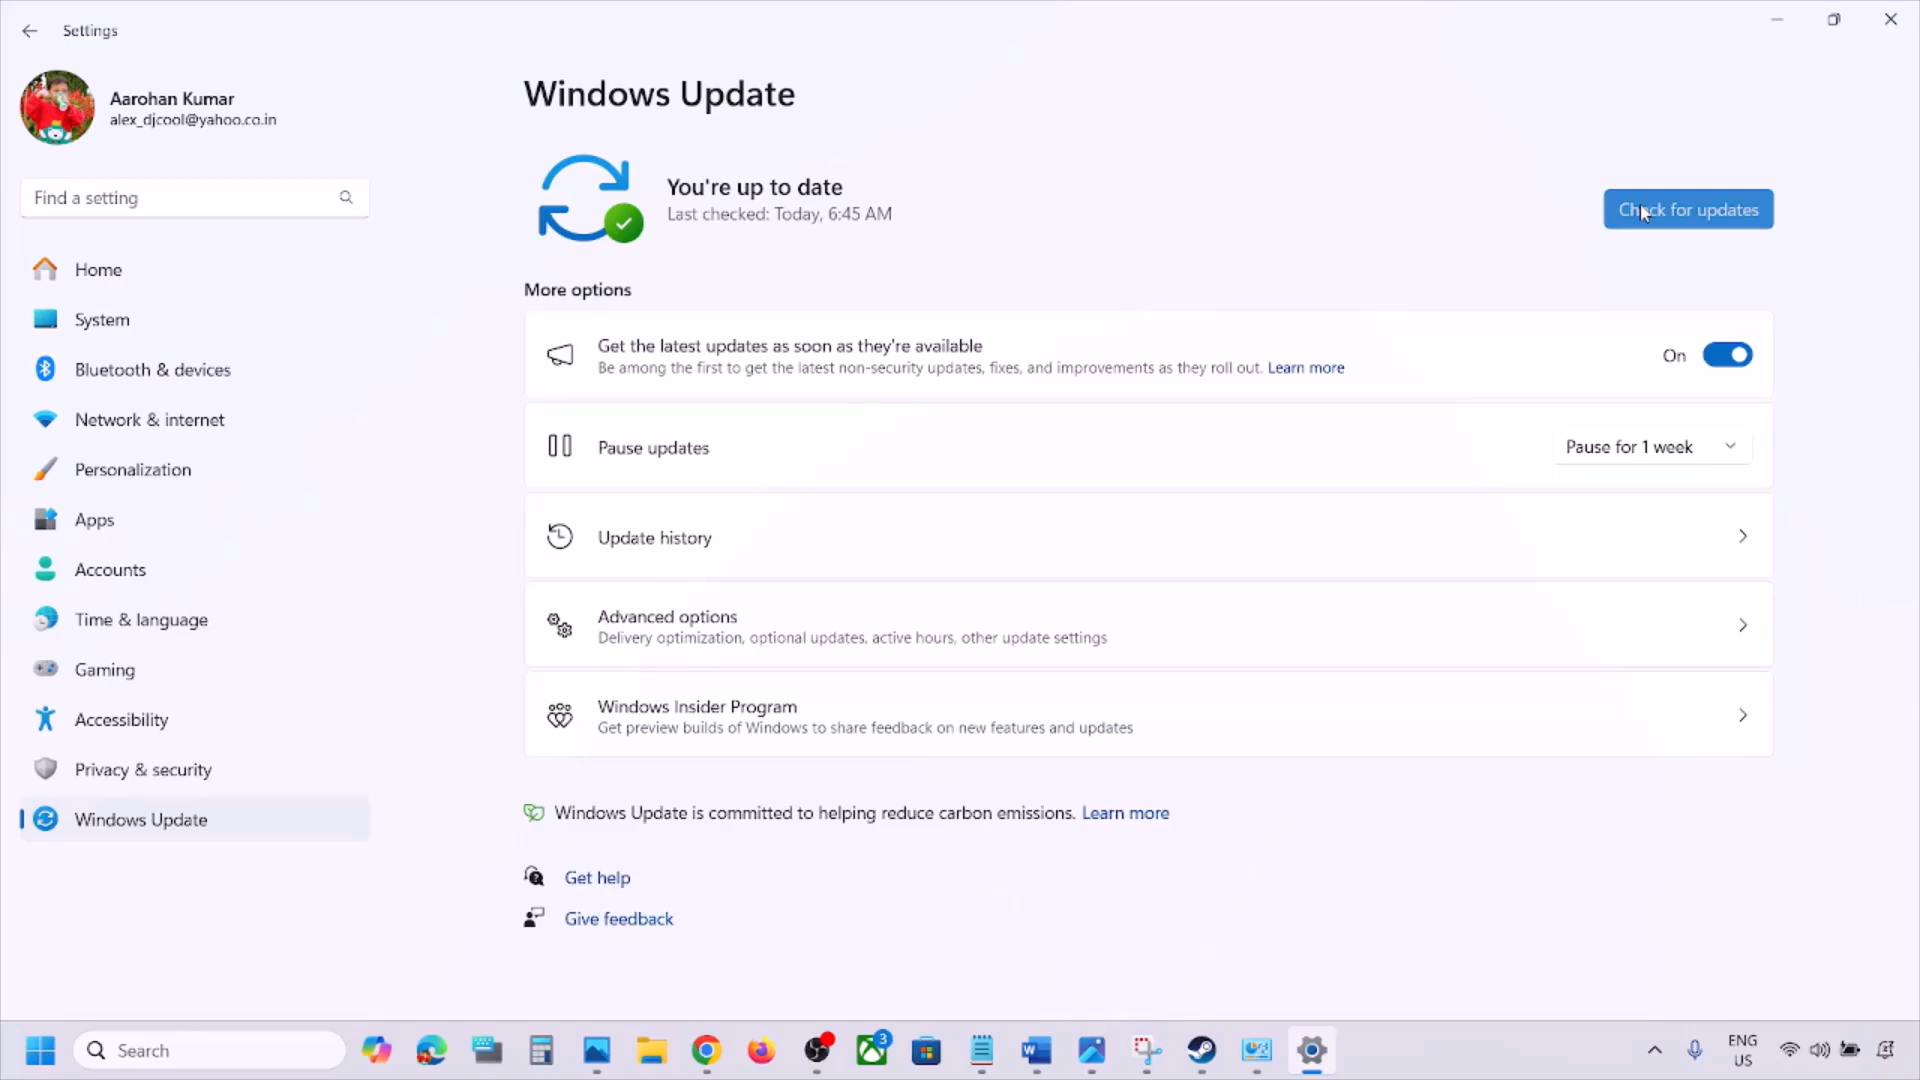 Settings
Aarohan Kumar
alex_djcool@yahoo.co.in
Find a setting
Home
System
Bluetooth & devices
Network & internet
Personalization
Apps
Accounts
Time & language
Gaming
Accessibility
Privacy & security
Windows Update
Windows Update
You're up to date
Last checked: Today, 6:45 AM
Check for updates
More options
Get the latest updates as soon as they're available
Be among the first to get the latest non-security updates, fixes, and improvements as they roll out. Learn more
On
Pause updates
Pause for 1 week
Update history
Advanced options
Delivery optimization, optional updates, active hours, other update settings
Windows Insider Program
Get preview builds of Windows to share feedback on new features and updates
Windows Update is committed to helping reduce carbon emissions. Learn more
Get help
Give feedback
Search
3
ENG
US